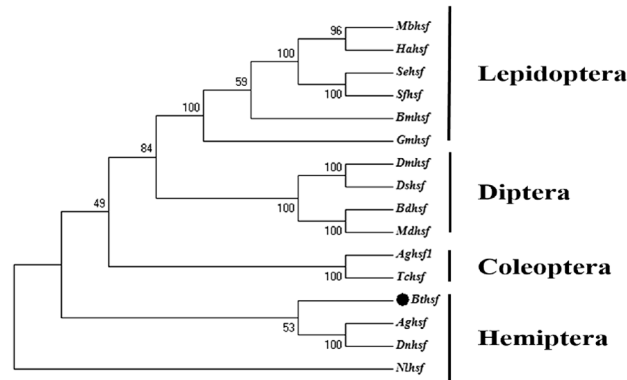 96
Mbhsf
Hahsf
100
Sehsf
Sfhsf
100
59
Bmhsf
100
Gmhsf
Lepidoptera
84
100
Dmhsf
Dshsf
100
Bdhsf
Mdhsf
100
Diptera
49
Aghsf1
Tchsf
100
Coleoptera
Bthsf
53
Aghsf
Dnhsf
100
Nlhsf
Hemiptera